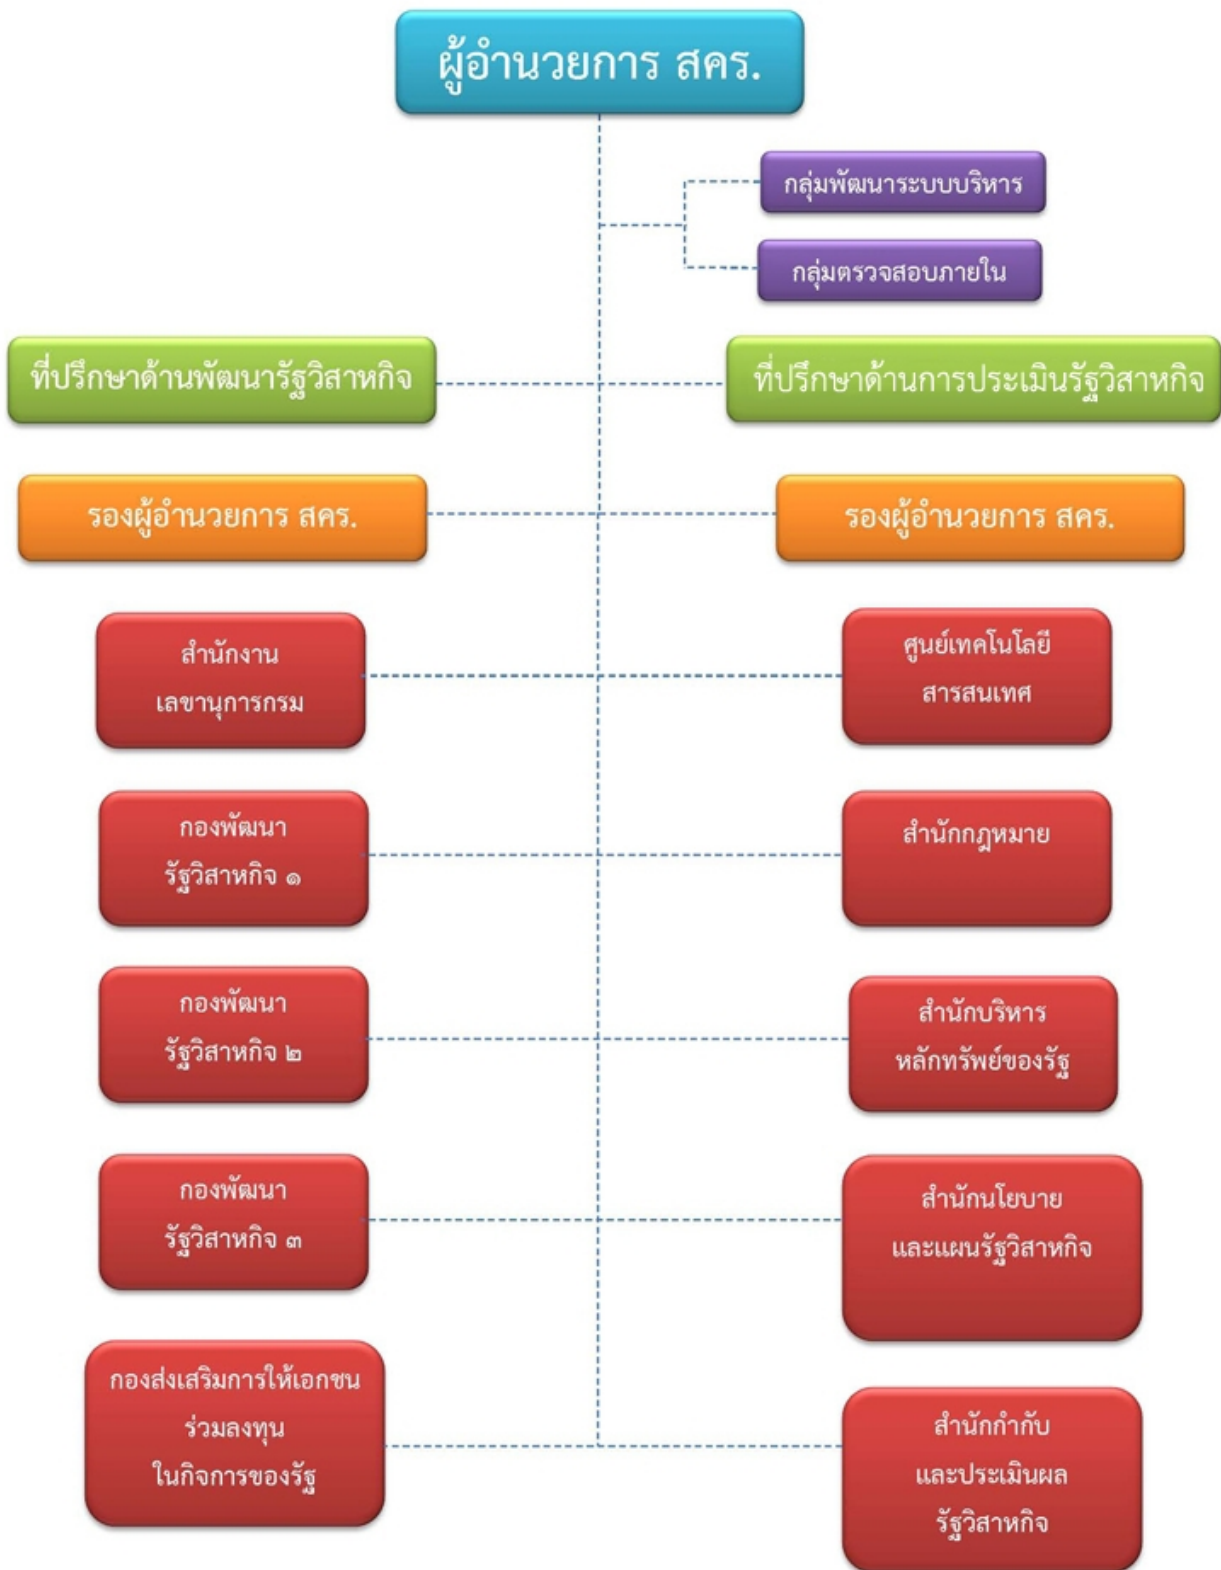 ผู้อำนวยการ สคร.
กลุ่มพัฒนาระบบบริหาร
กลุ่มตรวจสอบภายใน
ที่ปรึกษาด้านพัฒนารัฐวิสาหกิจ
ที่ปรึกษาด้านการประเมินรัฐวิสาหกิจ
รองผู้อำนวยการ สคร.
รองผู้อำนวยการ สคร.
สำนักงาน
เลขานุการกรม
ศูนย์เทคโนโลยี
สารสนเทศ
กองพัฒนา
รัฐวิสาหกิจ ๑
สำนักกฎหมาย
กองพัฒนา
รัฐวิสาหกิจ ๒
สำนักบริหาร
หลักทรัพย์ของรัฐ
กองพัฒนา
รัฐวิสาหกิจ ๓
สำนักนโยบาย
และแผนรัฐวิสาหกิจ
กองส่งเสริมการให้เอกชน
ร่วมลงทุน
ในกิจการของรัฐ
สำนักกำกับ
และประเมินผล
รัฐวิสาหกิจ